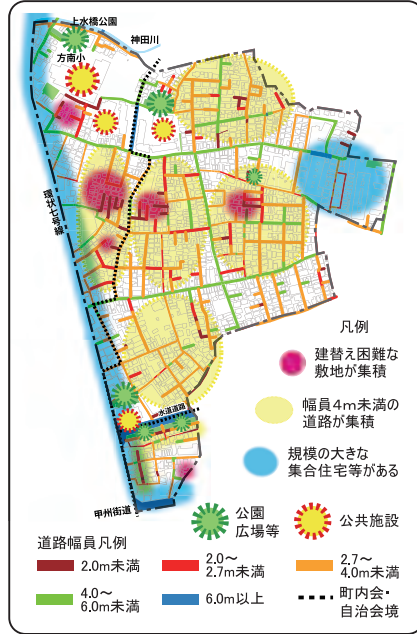 上水橋公園
神田川
方南小
環状七号線
水道道路
甲州街道
凡例
建替え困難な
敷地が集積
幅員4m未満の
道路が集積
規模の大きな
集合住宅等がある
公園
広場等
公共施設
道路幅員凡例
2.0m未満
2.0〜
2.7m未満
2.7〜
4.0m未満
4.0〜
6.0m未満
6.0m以上
町内会・
自治会境